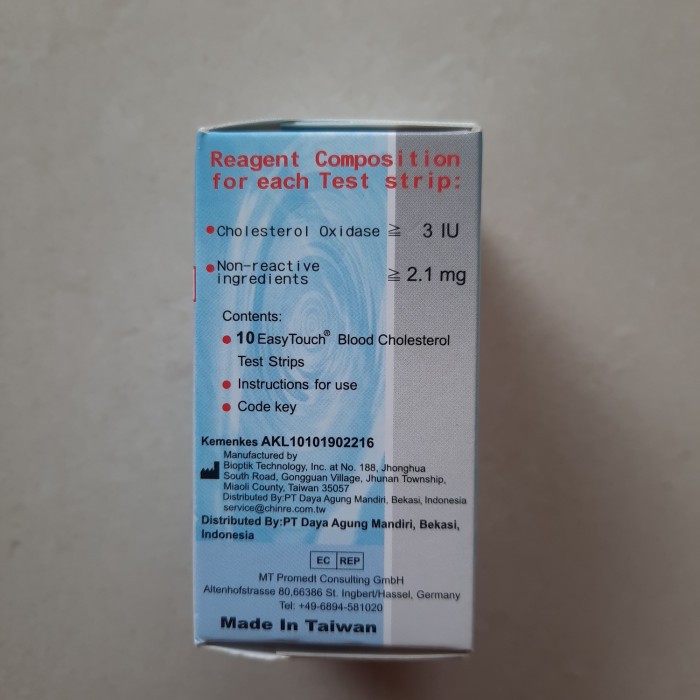 Reagent Composition
for each Test strip:
Cholesterol Oxidase ≧ 3 IU
Non-reactive
ingredients ≧ 2.1 mg
Contents:
10 EasyTouch® Blood Cholesterol
Test Strips
Instructions for use
Code key
Kemenkes AKL10101902216
Manufactured by
Bioptik Technology, Inc. at No. 188, Jhonghua
South Road, Gongguan Village, Jhunan Township,
Miaoli County, Taiwan 35057
Distributed By:PT Daya Agung Mandiri, Bekasi, Indonesia
service@chinre.com.tw
Distributed By:PT Daya Agung Mandiri, Bekasi,
Indonesia
EC REP
MT Promedt Consulting GmbH
Altenhofstrasse 80,66386 St. Ingbert/Hassel, Germany
Tel: +49-6894-581020
Made In Taiwan